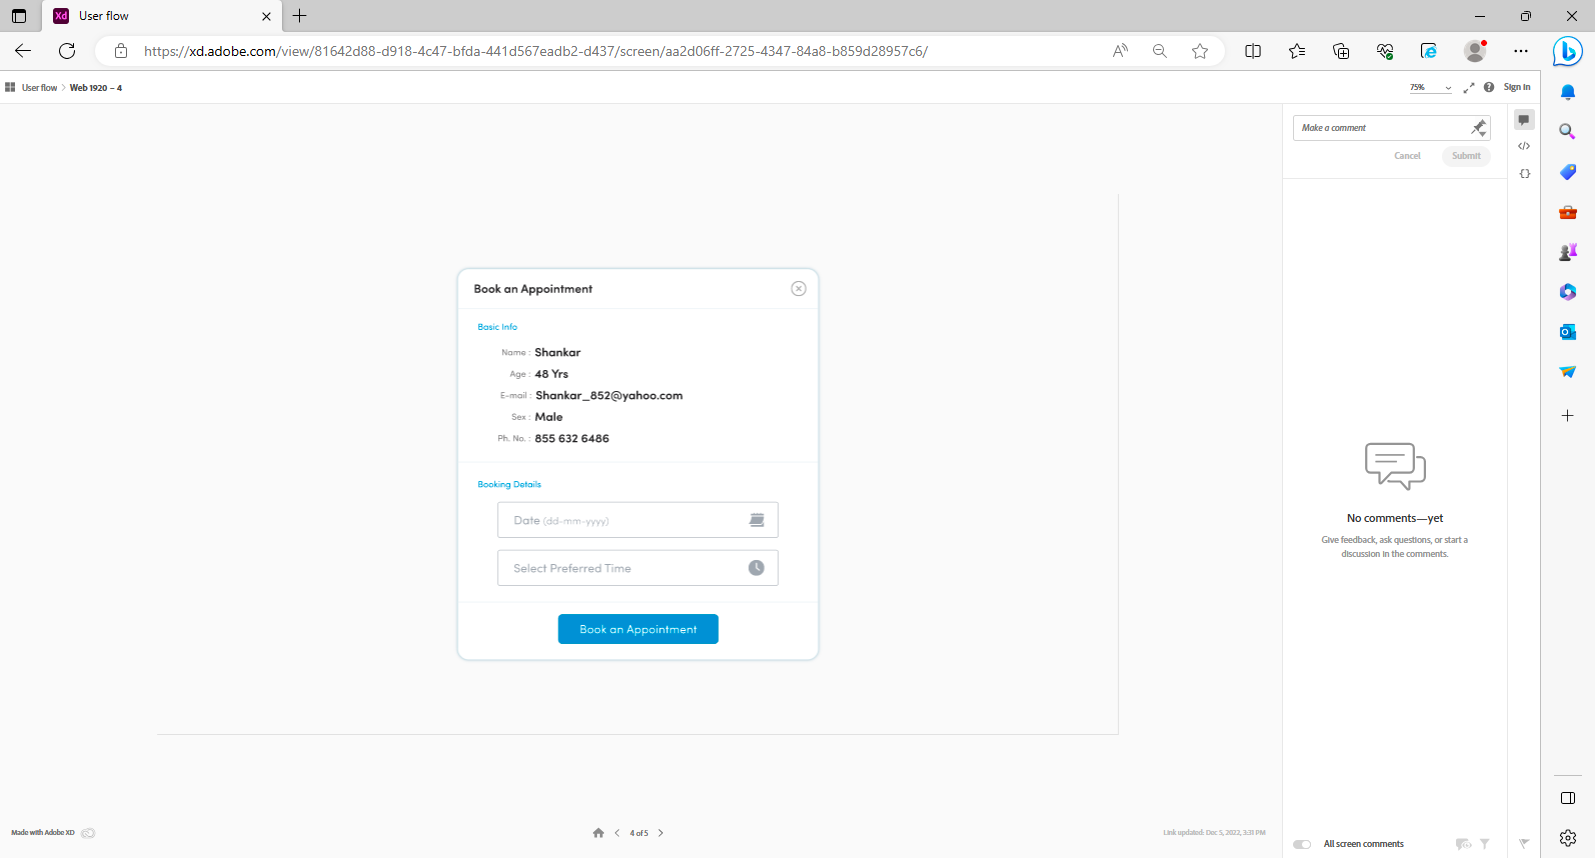 User flow
https://xd.adobe.com/view/81642d88-d918-4c47-bfda-441d567eadb2-d437/screen/aa2d06ff-2725-4347-84a8-b859d28957c6/
User flow > Web 1920 – 4
75%
Sign in
Make a comment
Cancel
Submit
Book an Appointment
Basic Info
Name : Shankar
Age : 48 Yrs
E-mail : Shankar_852@yahoo.com
Sex : Male
Ph. No. : 855 632 6486
Booking Details
Date (dd-mm-yyyy)
Select Preferred Time
Book an Appointment
No comments—yet
Give feedback, ask questions, or start a
discussion in the comments.
Made with Adobe XD
4 of 5
Link updated: Dec 5, 2022, 3:31 PM
All screen comments